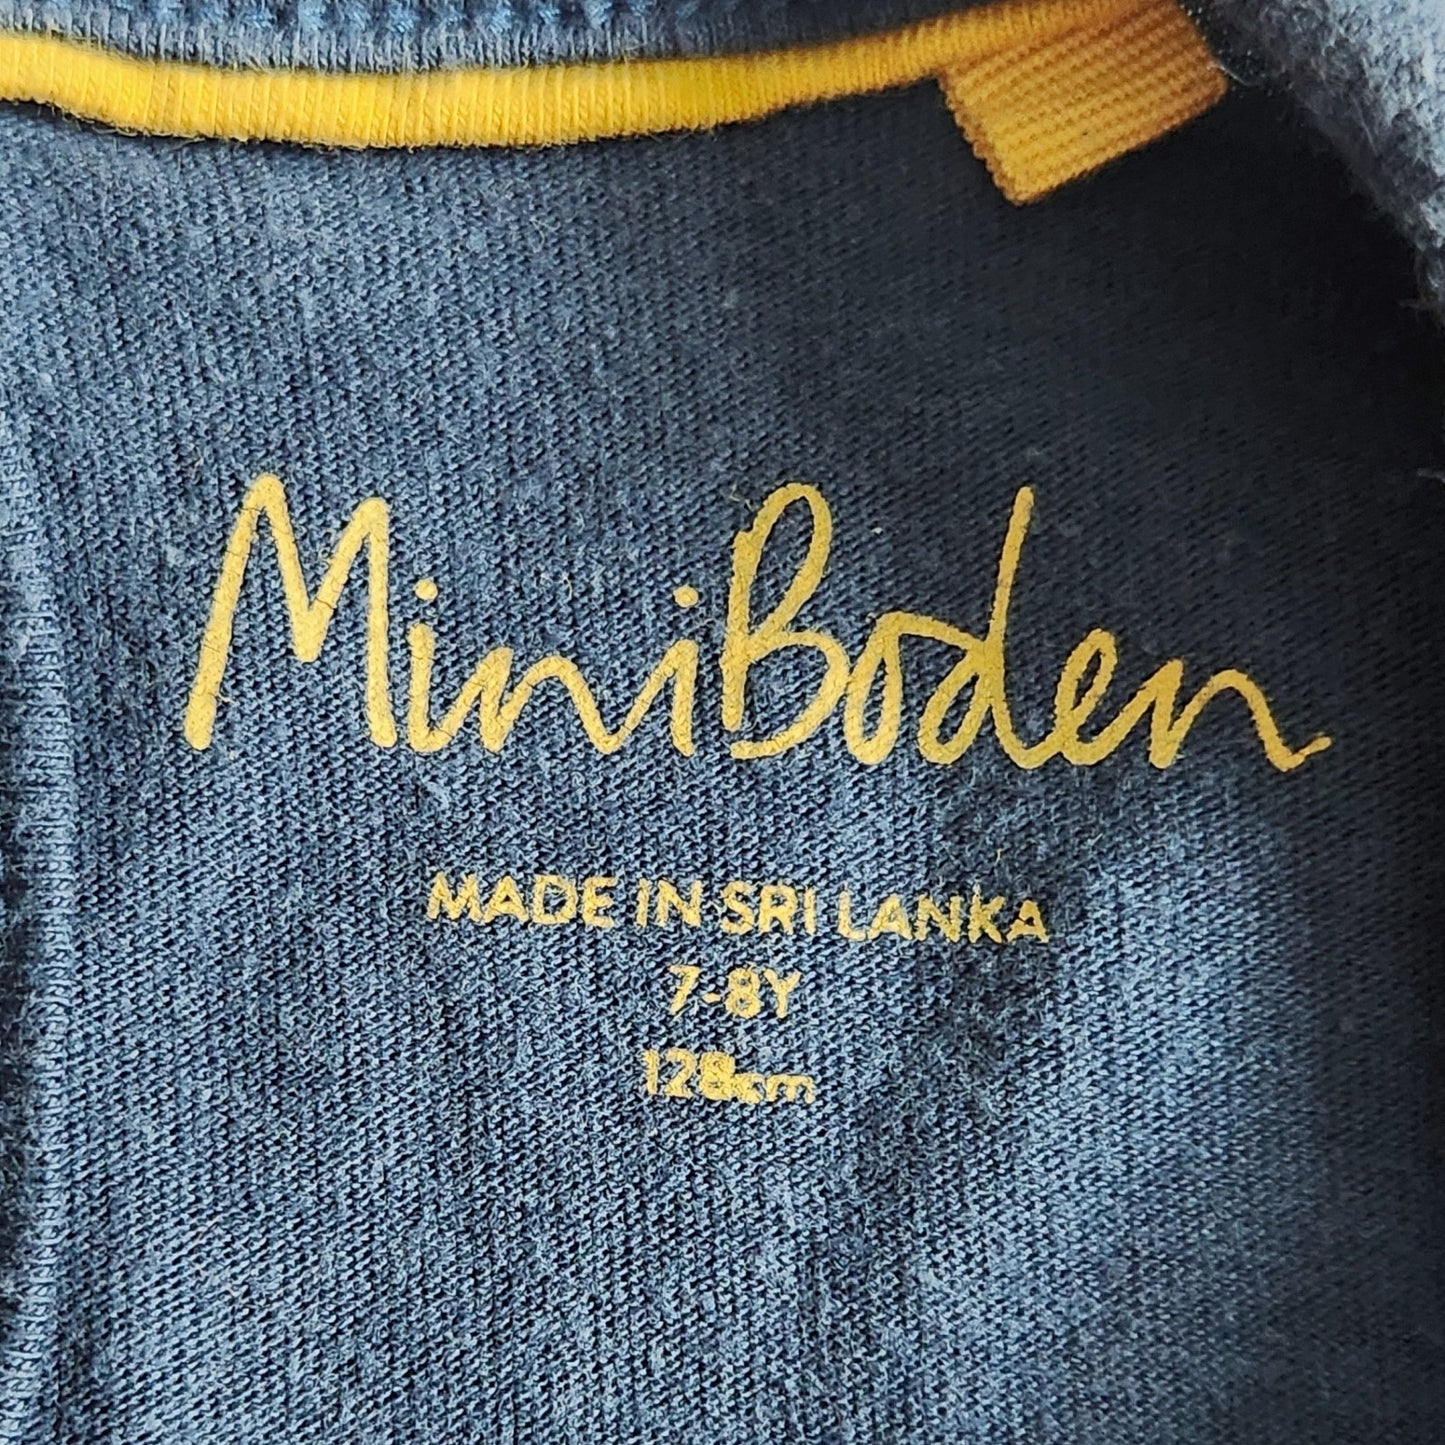 MiniBoden
MADE IN SRI LANKA
7-8Y
128cm